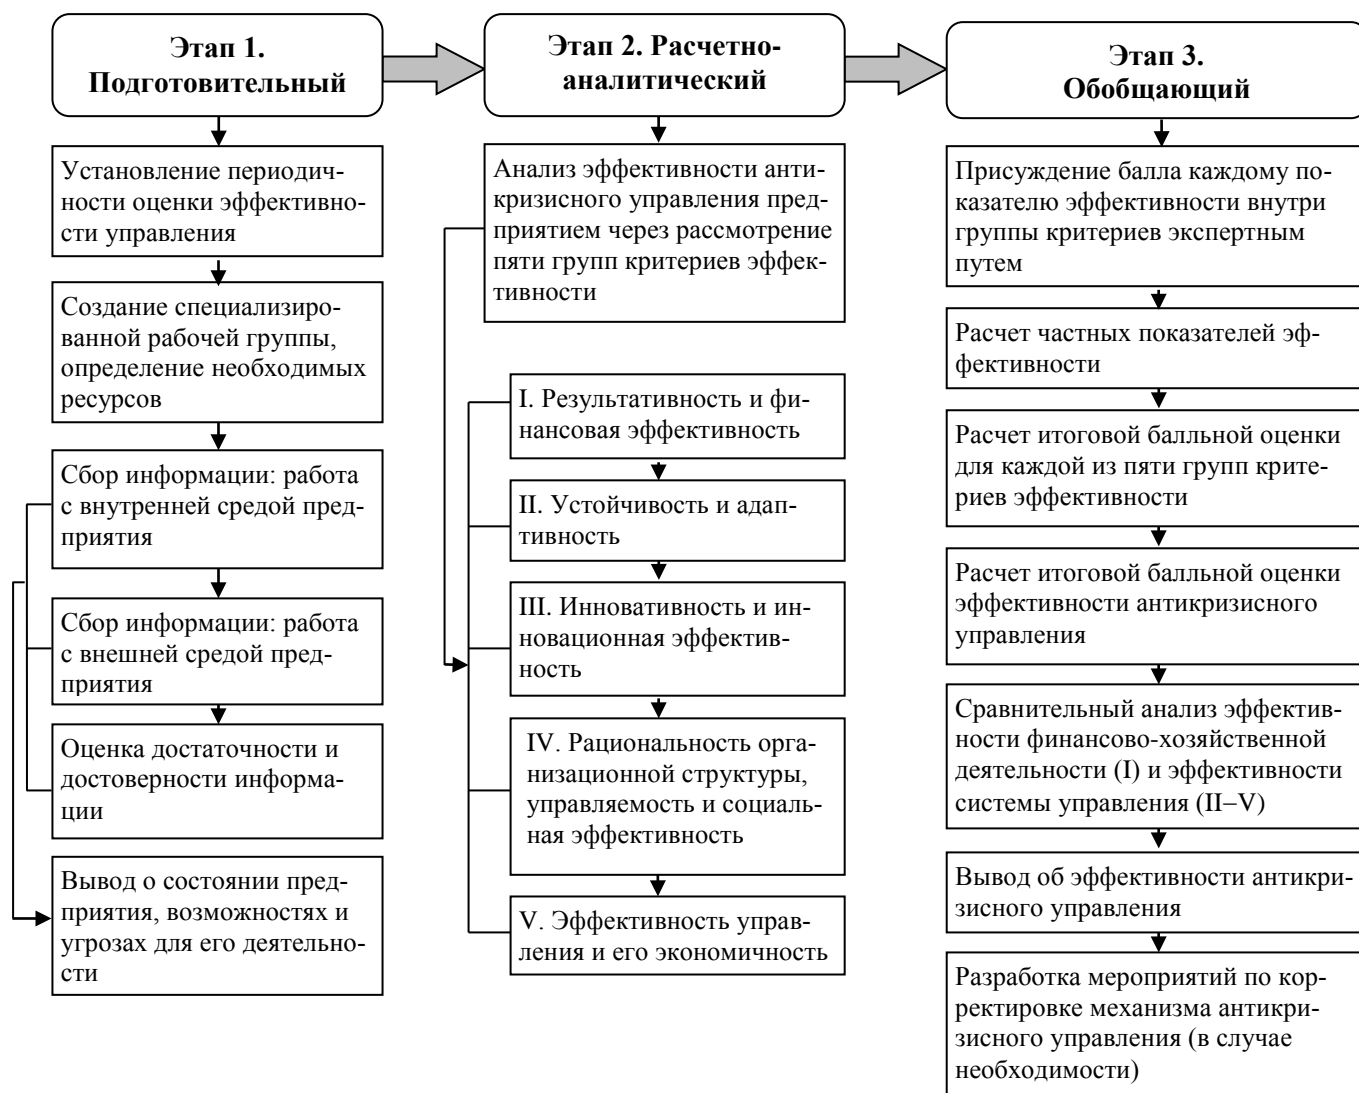 Этап 1.
Подготовительный
Установление периодич-
ности оценки эффективно-
сти управления
Создание специализиро-
ванной рабочей группы,
определение необходимых
ресурсов
Сбор информации: работа
с внутренней средой пред-
приятия
Сбор информации: работа
с внешней средой пред-
приятия
Оценка достаточности и
достоверности информа-
ции
Вывод о состоянии пред-
приятия, возможностях и
угрозах для его деятельно-
сти
Этап 2. Расчетно-
аналитический
Анализ эффективности анти-
кризисного управления пред-
приятием через рассмотрение
пяти групп критериев эффек-
тивности
I. Результативность и фи-
нансовая эффективность
II. Устойчивость и адап-
тивность
III. Инновативность и ин-
новационная эффектив-
ность
IV. Рациональность орга-
низационной структуры,
управляемость и социаль-
ная эффективность
V. Эффективность управ-
ления и его экономичность
Этап 3.
Обобщающий
Присуждение балла каждому по-
казателю эффективности внутри
группы критериев экспертным
путем
Расчет частных показателей эф-
фективности
Расчет итоговой балльной оценки
для каждой из пяти групп крите-
риев эффективности
Расчет итоговой балльной оценки
эффективности антикризисного
управления
Сравнительный анализ эффектив-
ности финансово-хозяйственной
деятельности (I) и эффективности
системы управления (II–V)
Вывод об эффективности антикри-
зисного управления
Разработка мероприятий по кор-
ректировке механизма антикри-
зисного управления (в случае
необходимости)